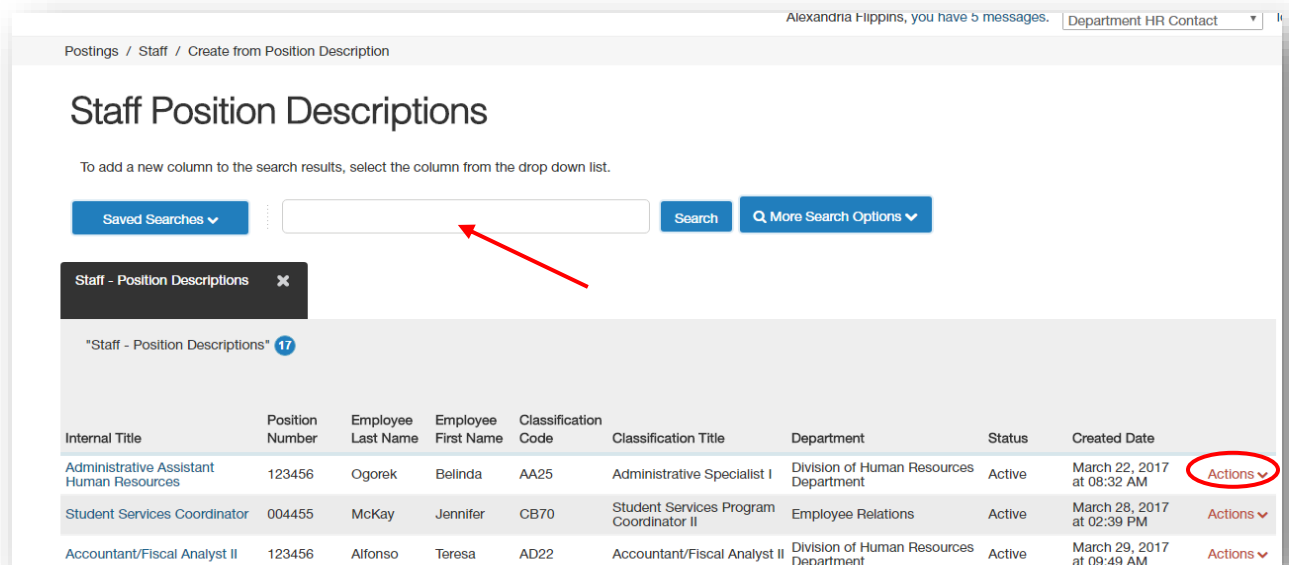 Alexandria Flippins, you have 5 messages. Department HR Contact
Postings / Staff / Create from Position Description
Staff Position Descriptions
To add a new column to the search results, select the column from the drop down list.
Saved Searches Search More Search Options
Staff - Position Descriptions
"Staff - Position Descriptions" 17
Internal Title Position Number Employee Last Name Employee First Name Classification Code Classification Title Department Status Created Date
Administrative Assistant Human Resources 123456 Ogorek Belinda AA25 Administrative Specialist I Division of Human Resources Department Active March 22, 2017 at 08:32 AM Actions
Student Services Coordinator 004455 McKay Jennifer CB70 Student Services Program Coordinator II Employee Relations Active March 28, 2017 at 02:39 PM Actions
Accountant/Fiscal Analyst II 123456 Alfonso Teresa AD22 Accountant/Fiscal Analyst II Division of Human Resources Department Active March 29, 2017 at 09:49 AM Actions